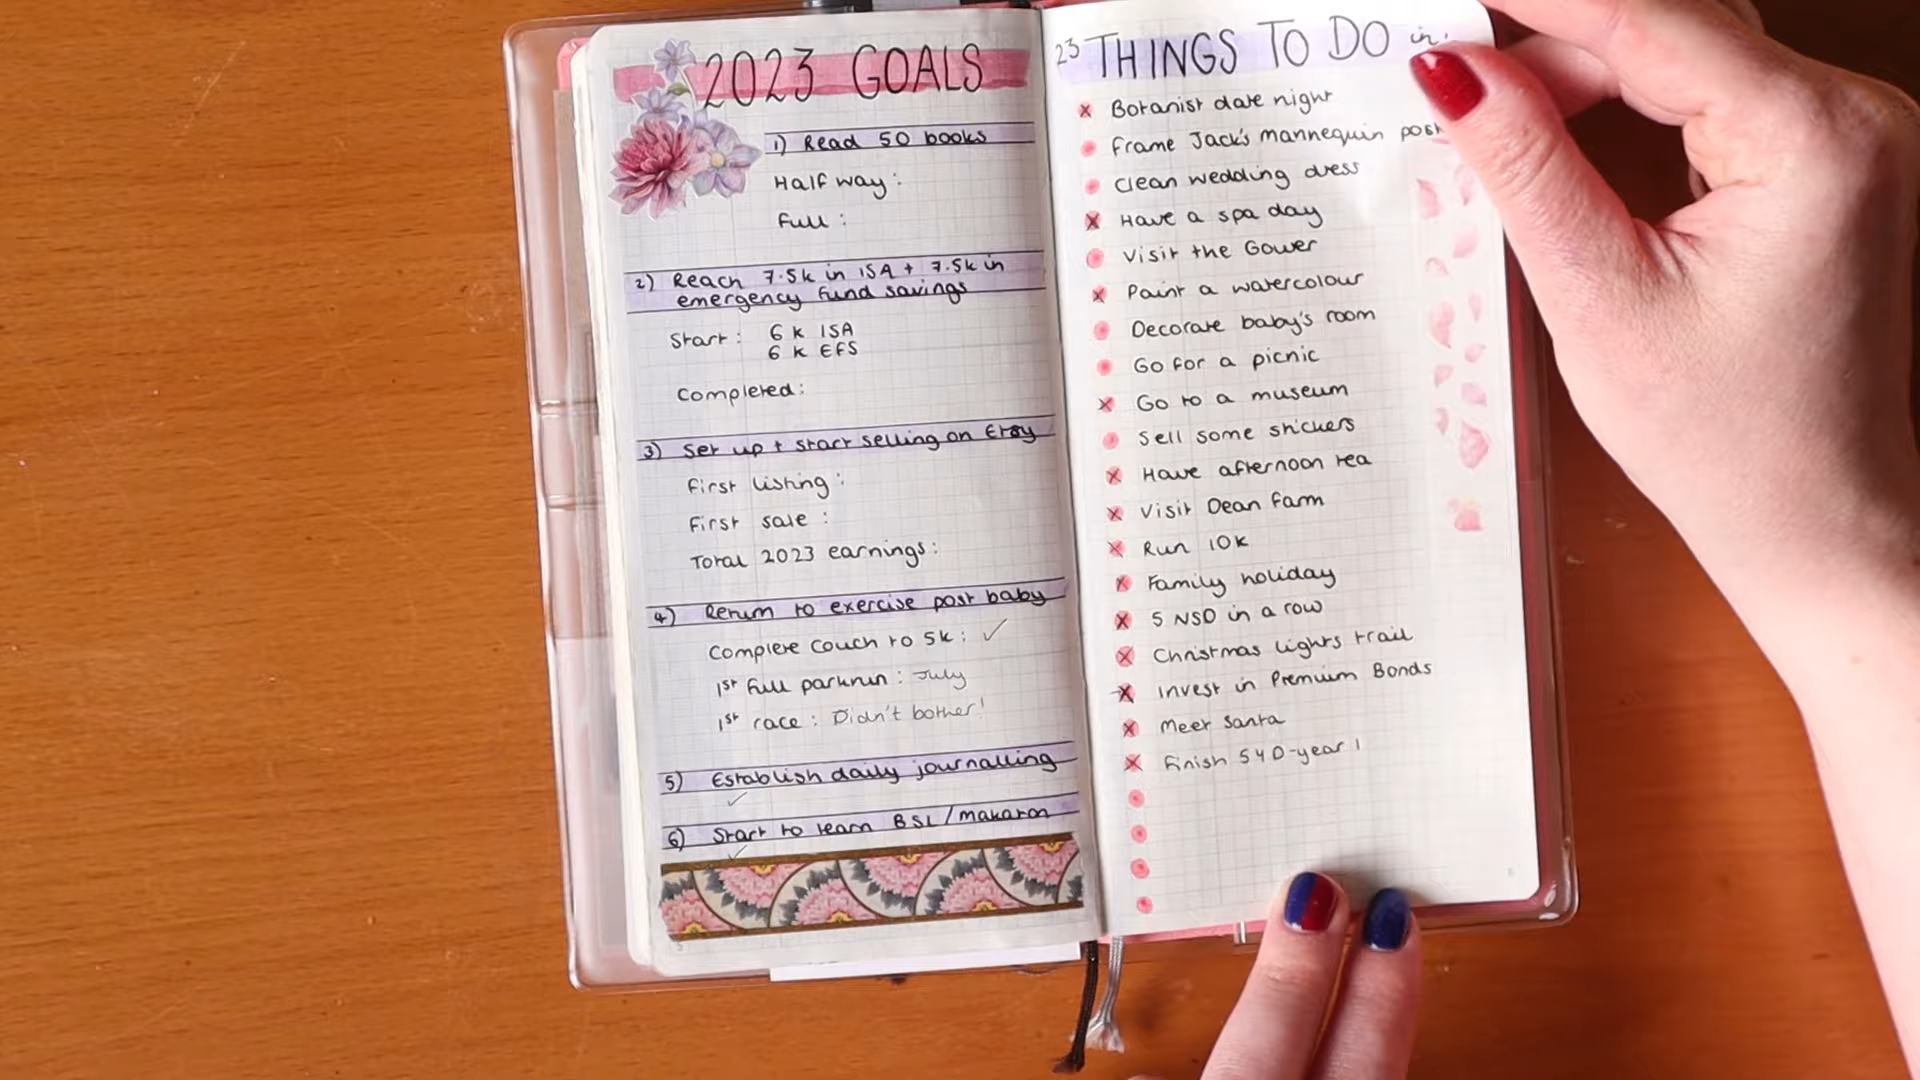 2023 GOALS
1) Read 50 books
Half way:
Full:
2) Reach 7.5k in ISA + 7.5k in
emergency fund savings
Start: 6k ISA
6k EFS
Completed:
3) Set up + start selling on Etsy
First listing:
First sale:
Total 2023 earnings:
4) Return to exercise post baby
Complete Couch to 5k: ✓
1st full parkrun: July
1st race: Didn't bother!
5) Establish daily journalling
✓
6) Start to learn BSL/makaton
✓
23 THINGS TO DO in
Botanist date night
Frame Jack's mannequin
Clean wedding dress
Have a spa day
Visit the Gower
Paint a watercolour
Decorate baby's room
Go for a picnic
Go to a museum
Sell some stickers
Have afternoon tea
Visit Dean Farm
Run 10k
Family holiday
5 NSD in a row
Christmas lights trail
Invest in Premium Bonds
Meet Santa
Finish 54D-year 1